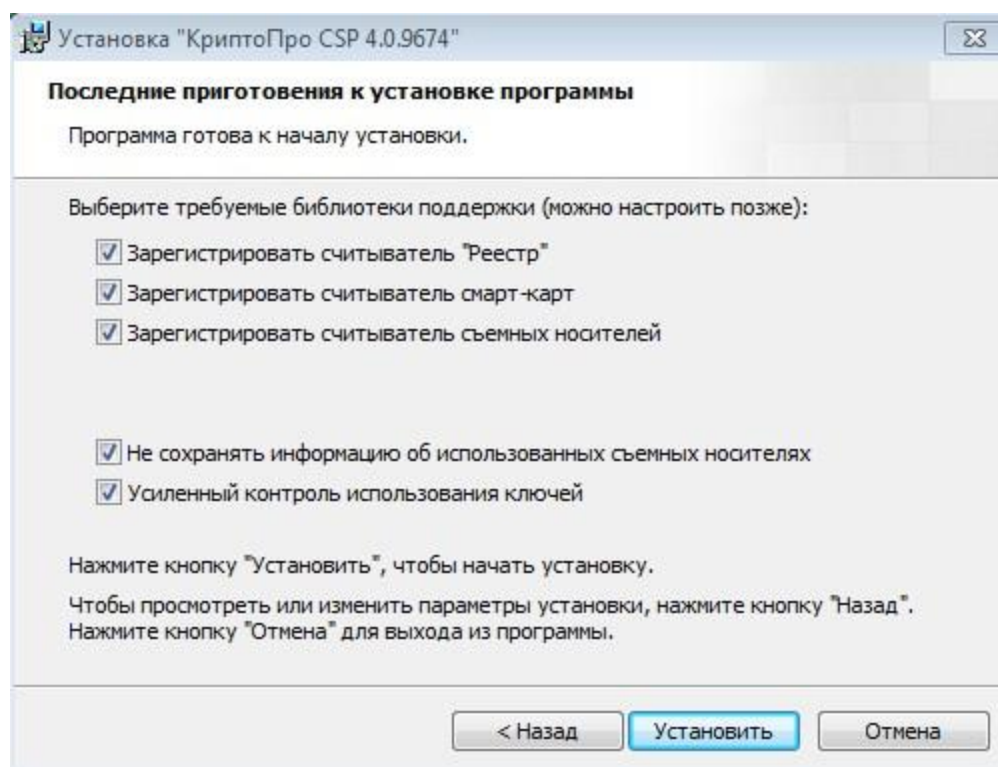 Установка "КриптоПро CSP 4.0.9674"
Последние приготовения к установке программы
Программа готова к началу установки.
Выберите требуемые библиотеки поддержки (можно настроить позже):
Зарегистрировать считыватель "Реестр"
Зарегистрировать считыватель смарт-карт
Зарегистрировать считыватель съемных носителей
Не сохранять информацию об использованных съемных носителях
Усиленный контроль использования ключей
Нажмите кнопку "Установить", чтобы начать установку.
Чтобы просмотреть или изменить параметры установки, нажмите кнопку "Назад".
Нажмите кнопку "Отмена" для выхода из программы.
< Назад Установить Отмена